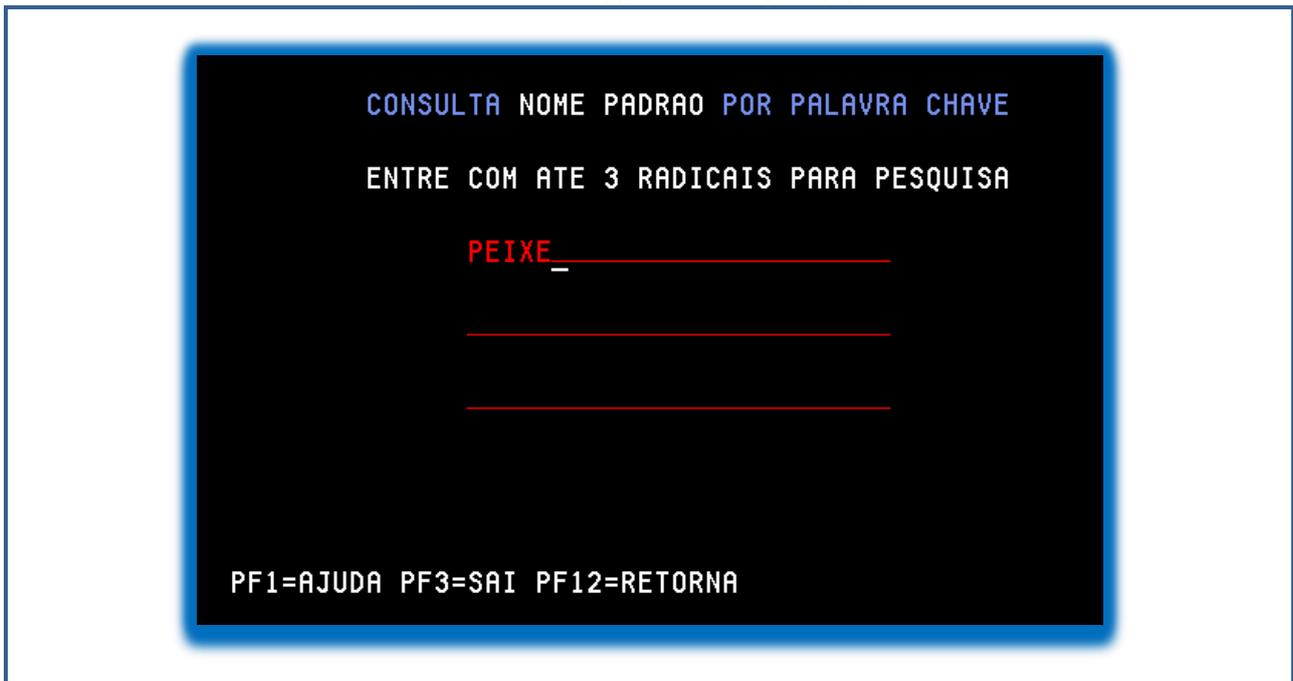 CONSULTA NOME PADRAO POR PALAVRA CHAVE
ENTRE COM ATE 3 RADICAIS PARA PESQUISA
PEIXE_
PF1=AJUDA PF3=SAI PF12=RETORNA